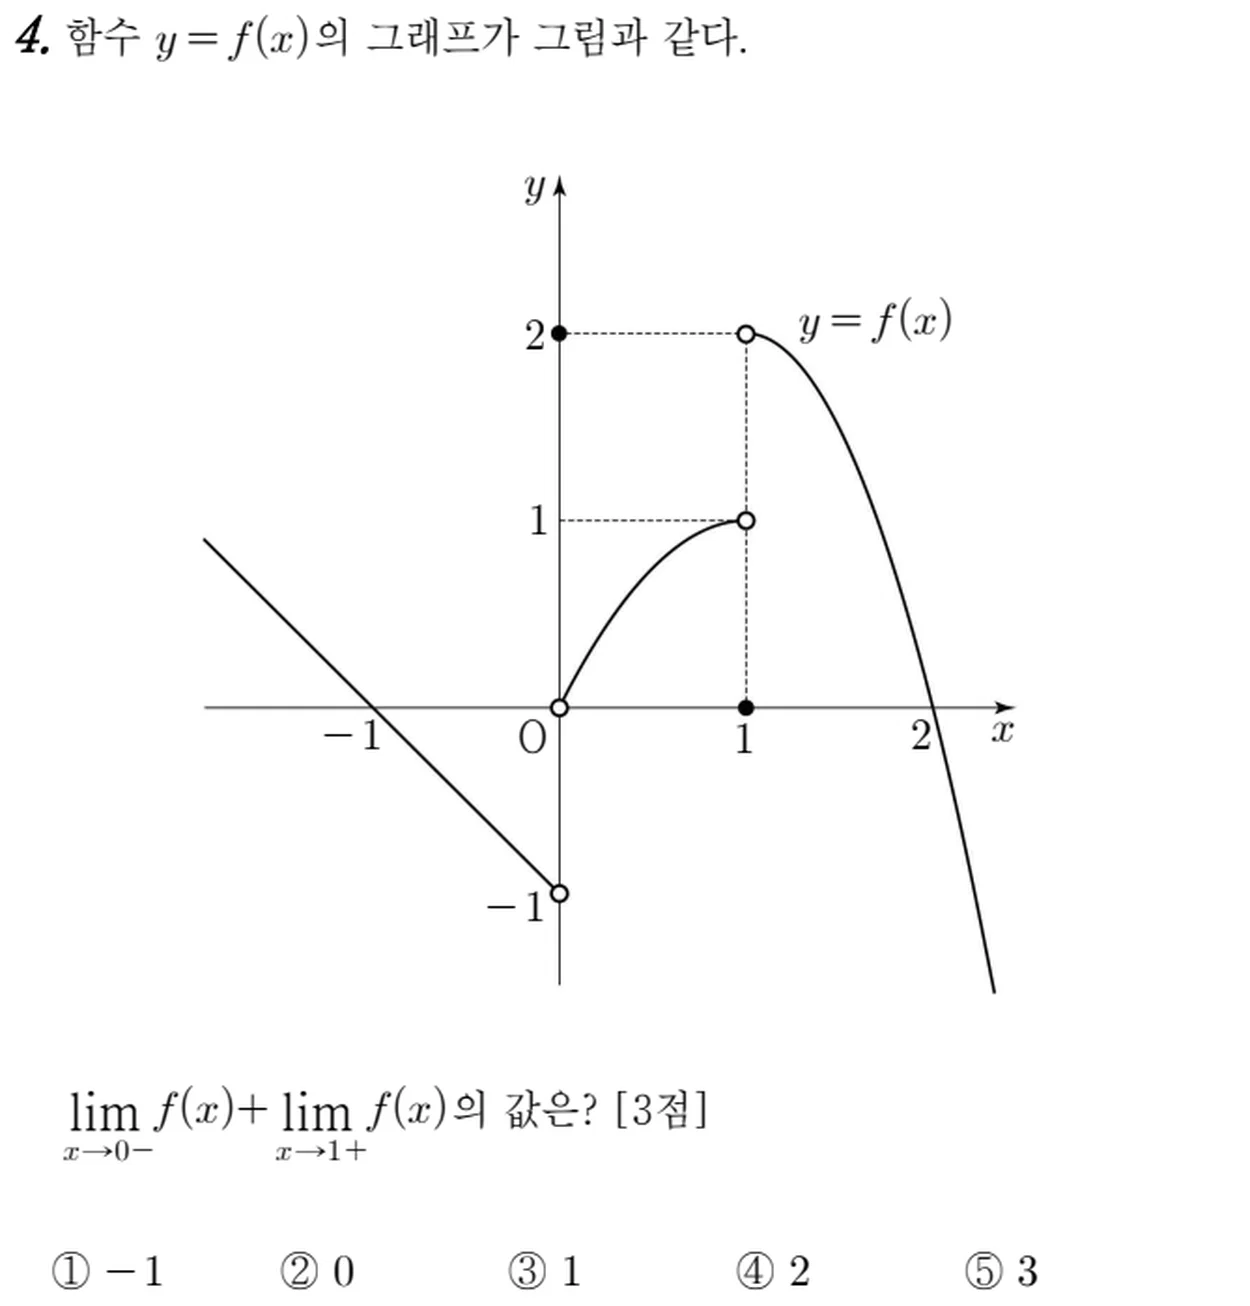 4. 함수 y=f(x)의 그래프가 그림과 같다.
y
2
y=f(x)
1
-1
O
1
2
x
-1
lim f(x)+ lim f(x)의 값은? [3점]
x→0- x→1+
① -1 ② 0 ③ 1 ④ 2 ⑤ 3